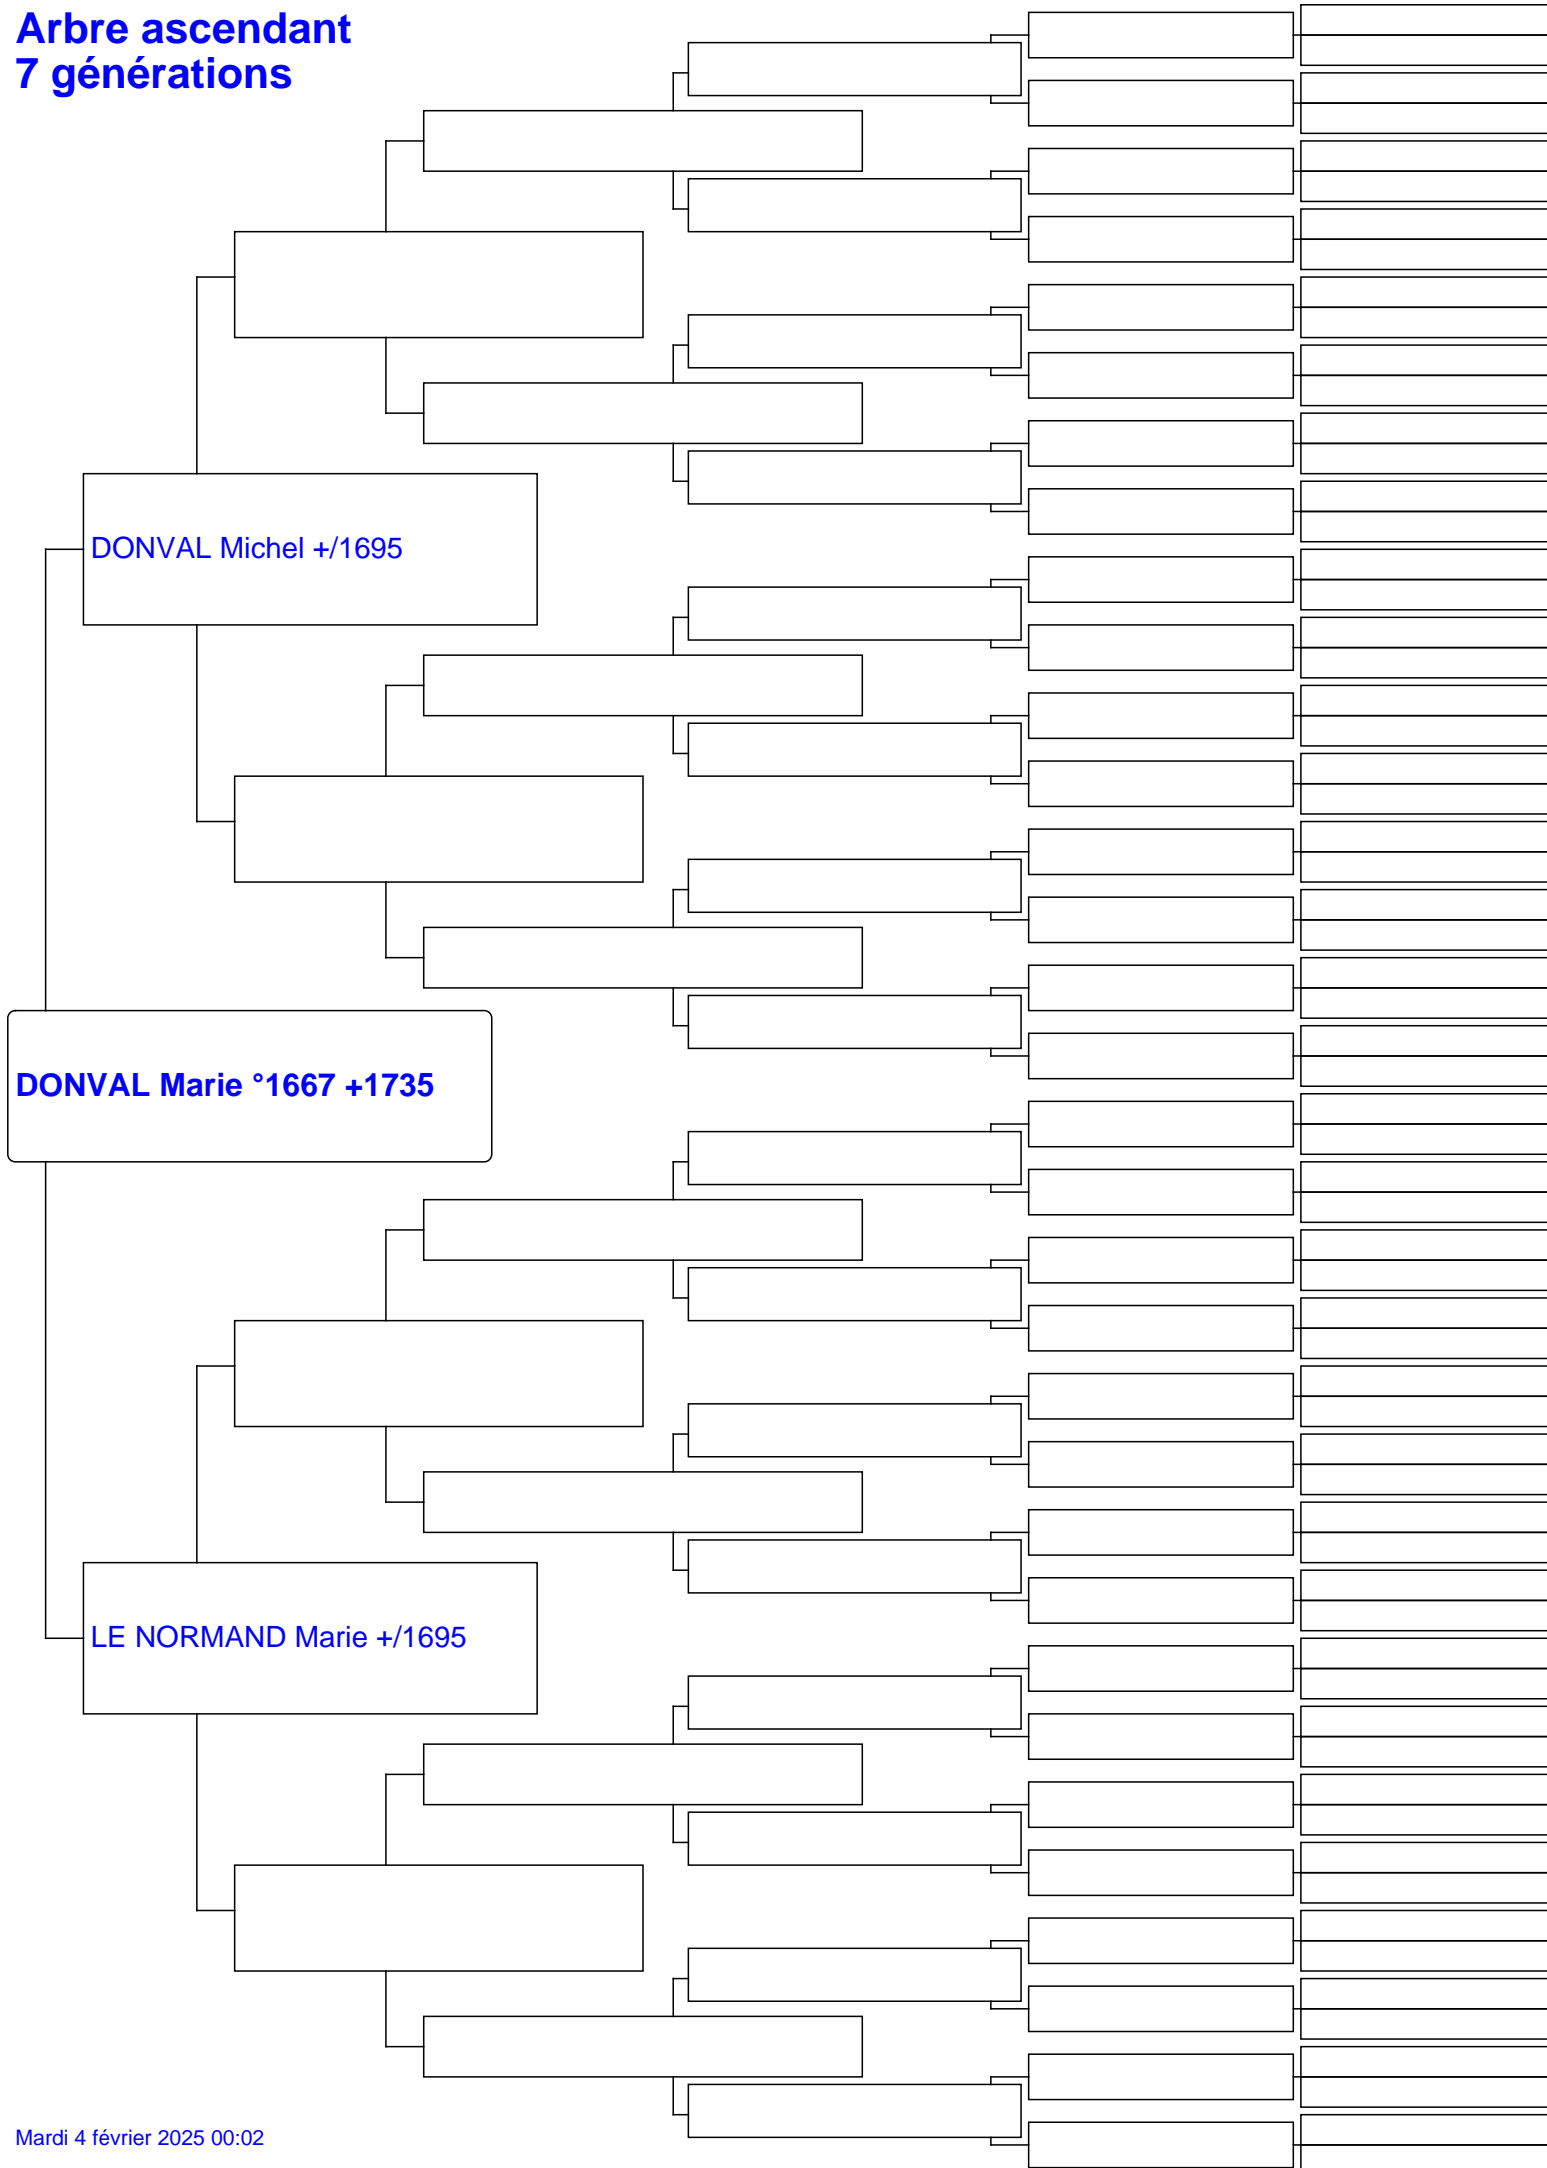 Arbre ascendant
7 générations
DONVAL Michel +/1695
DONVAL Marie °1667 +1735
LE NORMAND Marie +/1695
Mardi 4 février 2025 00:02